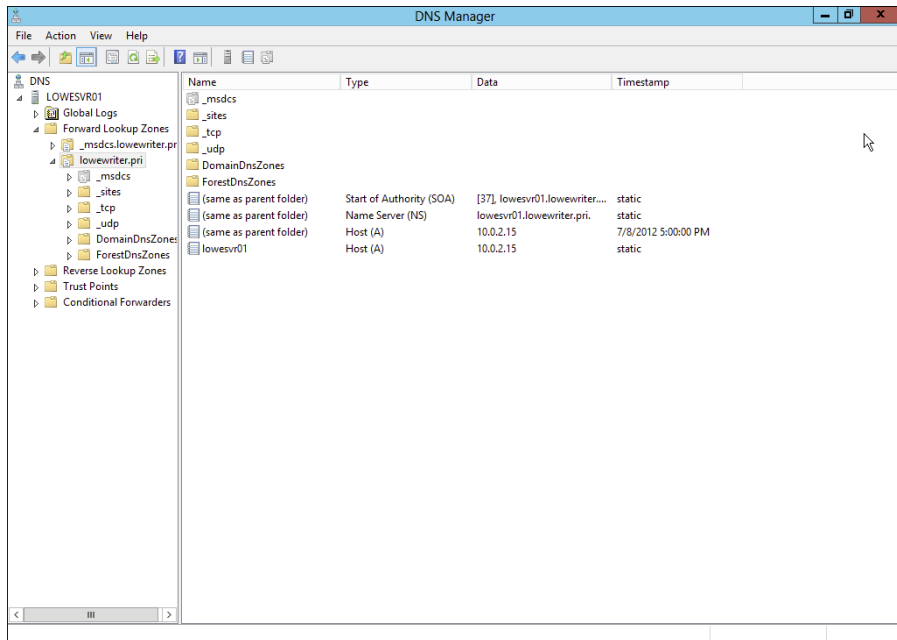 DNS Manager
File Action View Help
DNS
LOWESVR01
Global Logs
Forward Lookup Zones
_msdcs.lowewriter.pr
lowewriter.pri
_msdcs
_sites
_tcp
_udp
DomainDnsZones
ForestDnsZones
Reverse Lookup Zones
Trust Points
Conditional Forwarders
Name Type Data Timestamp
_msdcs
_sites
_tcp
_udp
DomainDnsZones
ForestDnsZones
(same as parent folder) Start of Authority (SOA) [37], lowesvr01.lowewriter.... static
(same as parent folder) Name Server (NS) lowesvr01.lowewriter.pri. static
(same as parent folder) Host (A) 10.0.2.15 7/8/2012 5:00:00 PM
lowesvr01 Host (A) 10.0.2.15 static